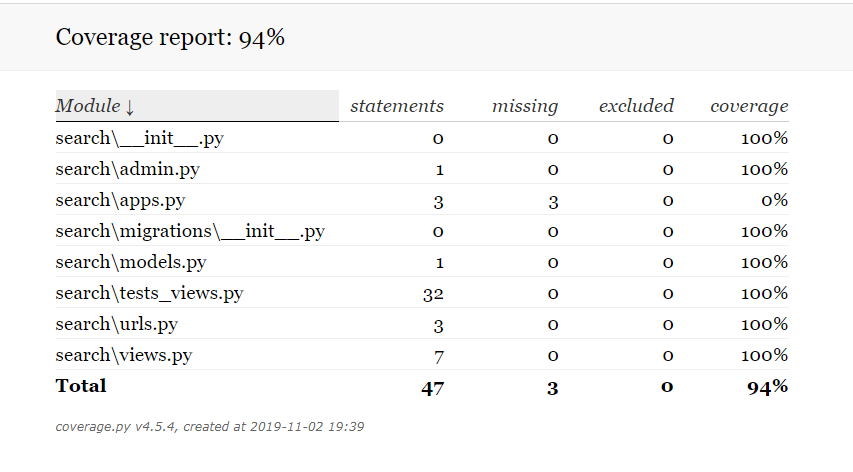 Coverage report: 94%
Module ↓ statements missing excluded coverage
search\__init__.py 0 0 0 100%
search\admin.py 1 0 0 100%
search\apps.py 3 3 0 0%
search\migrations\__init__.py 0 0 0 100%
search\models.py 1 0 0 100%
search\tests_views.py 32 0 0 100%
search\urls.py 3 0 0 100%
search\views.py 7 0 0 100%
Total 47 3 0 94%
coverage.py v4.5.4, created at 2019-11-02 19:39